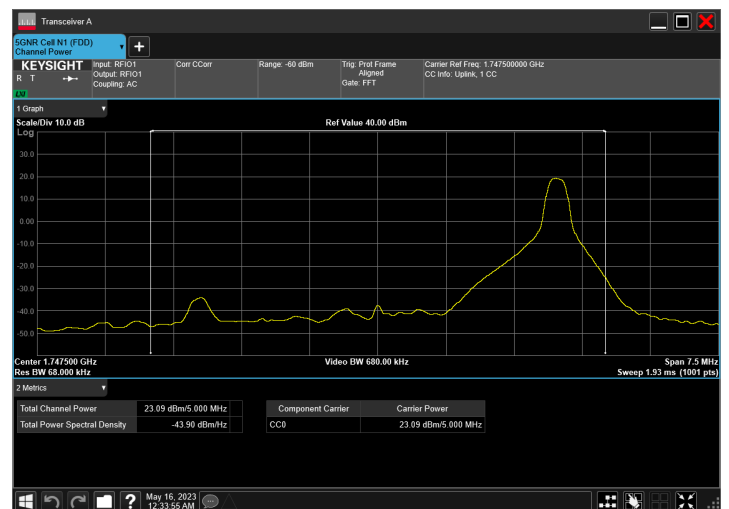 Transceiver A
5GNR Cell N1 (FDD)
Channel Power
+
KEYSIGHT
R T
LXI
Input: RFIO1
Output: RFIO1
Coupling: AC
Corr CCorr
Range: -60 dBm
Trig: Prot Frame
Aligned
Gate: FFT
Carrier Ref Freq: 1.747500000 GHz
CC Info: Uplink, 1 CC
1 Graph
Scale/Div 10.0 dB
Ref Value 40.00 dBm
Log
30.0
20.0
10.0
0.00
-10.0
-20.0
-30.0
-40.0
-50.0
Center 1.747500 GHz
Video BW 680.00 kHz
Span 7.5 MHz
Res BW 68.000 kHz
Sweep 1.93 ms (1001 pts)
2 Metrics
Total Channel Power 23.09 dBm/5.000 MHz
Total Power Spectral Density -43.90 dBm/Hz
Component Carrier Carrier Power
CC0 23.09 dBm/5.000 MHz
?
May 16, 2023
12:33:55 AM